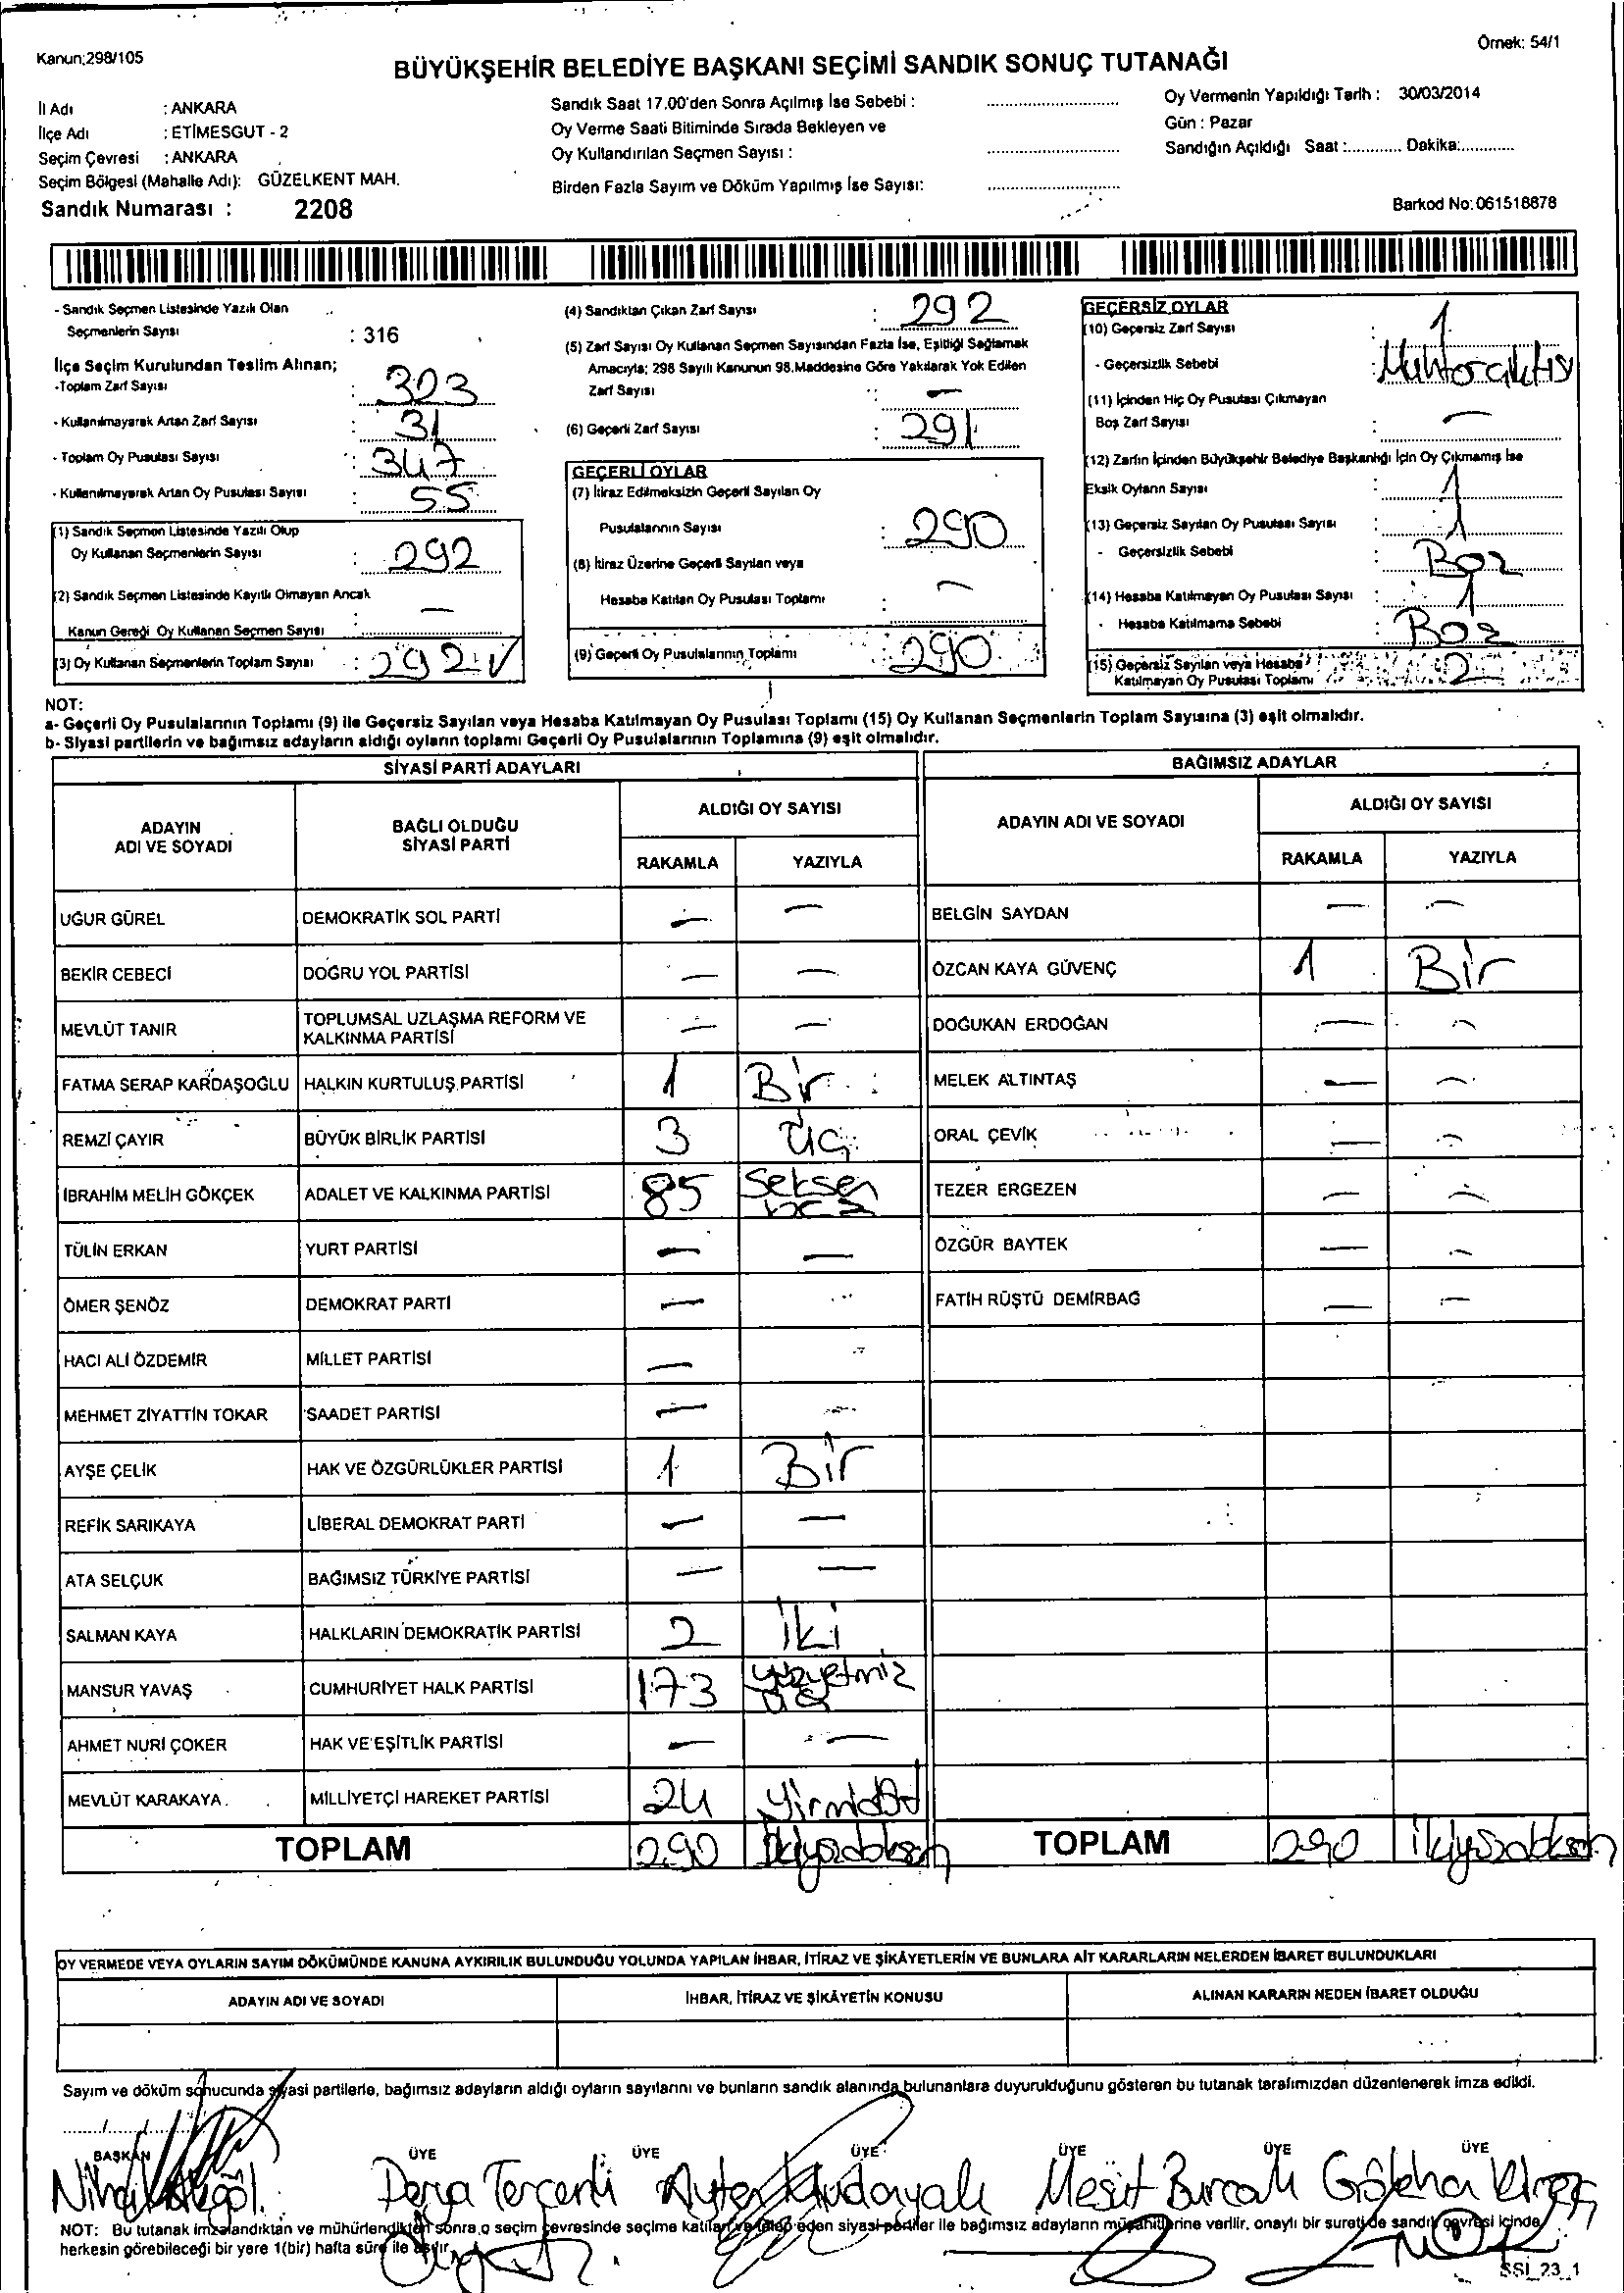 Kanun;298/105
Örnek: 54/1
BÜYÜKŞEHİR BELEDİYE BAŞKANI SEÇİMİ SANDIK SONUÇ TUTANAĞI
İl Adı : ANKARA
İlçe Adı : ETİMESGUT - 2
Seçim Çevresi : ANKARA
Seçim Bölgesi (Mahalle Adı): GÜZELKENT MAH.
Sandık Numarası : 2208
Sandık Saat 17.00'den Sonra Açılmış İse Sebebi :
Oy Verme Saati Bitiminde Sırada Bekleyen ve
Oy Kullandırılan Seçmen Sayısı :
Birden Fazla Sayım ve Döküm Yapılmış İse Sayısı:
Oy Vermenin Yapıldığı Tarih : 30/03/2014
Gün : Pazar
Sandığın Açıldığı Saat :............ Dakika:............
Barkod No:061518878
- Sandık Seçmen Listesinde Yazılı Olan
Seçmenlerin Sayısı : 316
İlçe Seçim Kurulundan Teslim Alınan;
-Toplam Zarf Sayısı : 323
- Kullanılmayarak Artan Zarf Sayısı : 31
- Toplam Oy Pusulası Sayısı : 347
- Kullanılmayarak Artan Oy Pusulası Sayısı : 55
(1) Sandık Seçmen Listesinde Yazılı Olup
Oy Kullanan Seçmenlerin Sayısı : 292
(2) Sandık Seçmen Listesinde Kayıtlı Olmayan Ancak
Kanun Gereği Oy Kullanan Seçmen Sayısı : —
(3) Oy Kullanan Seçmenlerin Toplam Sayısı : 292 √
(4) Sandıktan Çıkan Zarf Sayısı : 292
(5) Zarf Sayısı Oy Kullanan Seçmen Sayısından Fazla İse, Eşitliği Sağlamak
Amacıyla; 298 Sayılı Kanunun 98.Maddesine Göre Yakılarak Yok Edilen
Zarf Sayısı : —
(6) Geçerli Zarf Sayısı : 291
GEÇERLİ OYLAR
(7) İtiraz Edilmeksizin Geçerli Sayılan Oy
Pusulalarının Sayısı : 290
(8) İtiraz Üzerine Geçerli Sayılan veya
Hesaba Katılan Oy Pusulası Toplamı : —
(9) Geçerli Oy Pusulalarının Toplamı : 290
GEÇERSİZ OYLAR
(10) Geçersiz Zarf Sayısı : 1
- Geçersizlik Sebebi : Muhtar çıktısı
(11) İçinden Hiç Oy Pusulası Çıkmayan
Boş Zarf Sayısı : —
(12) Zarfın İçinden Büyükşehir Belediye Başkanlığı İçin Oy Çıkmamış İse
Eksik Oyların Sayısı : 1
(13) Geçersiz Sayılan Oy Pusulası Sayısı : 1
- Geçersizlik Sebebi : Boz
(14) Hesaba Katılmayan Oy Pusulası Sayısı : 1
- Hesaba Katılmama Sebebi : Boz
(15) Geçersiz Sayılan veya Hesaba
Katılmayan Oy Pusulası Toplamı : 2
NOT:
a- Geçerli Oy Pusulalarının Toplamı (9) ile Geçersiz Sayılan veya Hesaba Katılmayan Oy Pusulası Toplamı (15) Oy Kullanan Seçmenlerin Toplam Sayısına (3) eşit olmalıdır.
b- Siyasi partilerin ve bağımsız adayların aldığı oyların toplamı Geçerli Oy Pusulalarının Toplamına (9) eşit olmalıdır.
SİYASİ PARTİ ADAYLARI
ADAYIN ADI VE SOYADI
BAĞLI OLDUĞU SİYASİ PARTİ
ALDIĞI OY SAYISI
RAKAMLA YAZIYLA
UĞUR GÜREL DEMOKRATİK SOL PARTİ — —
BEKİR CEBECİ DOĞRU YOL PARTİSİ — —
MEVLÜT TANIR TOPLUMSAL UZLAŞMA REFORM VE KALKINMA PARTİSİ — —
FATMA SERAP KARDAŞOĞLU HALKIN KURTULUŞ PARTİSİ 1 Bir
REMZİ ÇAYIR BÜYÜK BİRLİK PARTİSİ 3 Üç
İBRAHİM MELİH GÖKÇEK ADALET VE KALKINMA PARTİSİ 85 Seksen beş
TÜLİN ERKAN YURT PARTİSİ — —
ÖMER ŞENÖZ DEMOKRAT PARTİ —
HACI ALİ ÖZDEMİR MİLLET PARTİSİ —
MEHMET ZİYATTİN TOKAR SAADET PARTİSİ — —
AYŞE ÇELİK HAK VE ÖZGÜRLÜKLER PARTİSİ 1 Bir
REFİK SARIKAYA LİBERAL DEMOKRAT PARTİ — —
ATA SELÇUK BAĞIMSIZ TÜRKİYE PARTİSİ — —
SALMAN KAYA HALKLARIN DEMOKRATİK PARTİSİ 2 İki
MANSUR YAVAŞ CUMHURİYET HALK PARTİSİ 173 yüzyetmiş üç
AHMET NURİ ÇOKER HAK VE EŞİTLİK PARTİSİ — —
MEVLÜT KARAKAYA MİLLİYETÇİ HAREKET PARTİSİ 24 Yirmidört
TOPLAM 290 İkiyüzdoksan
BAĞIMSIZ ADAYLAR
ADAYIN ADI VE SOYADI
ALDIĞI OY SAYISI
RAKAMLA YAZIYLA
BELGİN SAYDAN — —
ÖZCAN KAYA GÜVENÇ 1 Bir
DOĞUKAN ERDOĞAN — —
MELEK ALTINTAŞ — —
ORAL ÇEVİK — —
TEZER ERGEZEN — —
ÖZGÜR BAYTEK — —
FATİH RÜŞTÜ DEMİRBAĞ — —
TOPLAM 290 ikiyüzdoksan
OY VERMEDE VEYA OYLARIN SAYIM DÖKÜMÜNDE KANUNA AYKIRILIK BULUNDUĞU YOLUNDA YAPILAN İHBAR, İTİRAZ VE ŞİKÂYETLERİN VE BUNLARA AİT KARARLARIN NELERDEN İBARET BULUNDUKLARI
ADAYIN ADI VE SOYADI İHBAR, İTİRAZ VE ŞİKÂYETİN KONUSU ALINAN KARARIN NEDEN İBARET OLDUĞU
Sayım ve döküm sonucunda siyasi partilerle, bağımsız adayların aldığı oyların sayılarını ve bunların sandık alanında bulunanlara duyurulduğunu gösteren bu tutanak tarafımızdan düzenlenerek imza edildi.
BAŞKAN ÜYE ÜYE ÜYE ÜYE ÜYE ÜYE
Derya Terçanlı Mesut Burcalı Gökhan
NOT: Bu tutanak imzalandıktan ve mühürlendikten sonra o seçim çevresinde seçime katılan ve talep eden siyasi partiler ile bağımsız adayların müşahitlerine verilir, onaylı bir sureti de sandık çevresi içinde
herkesin görebileceği bir yere 1(bir) hafta süre ile asılır.
SSİ_23_1